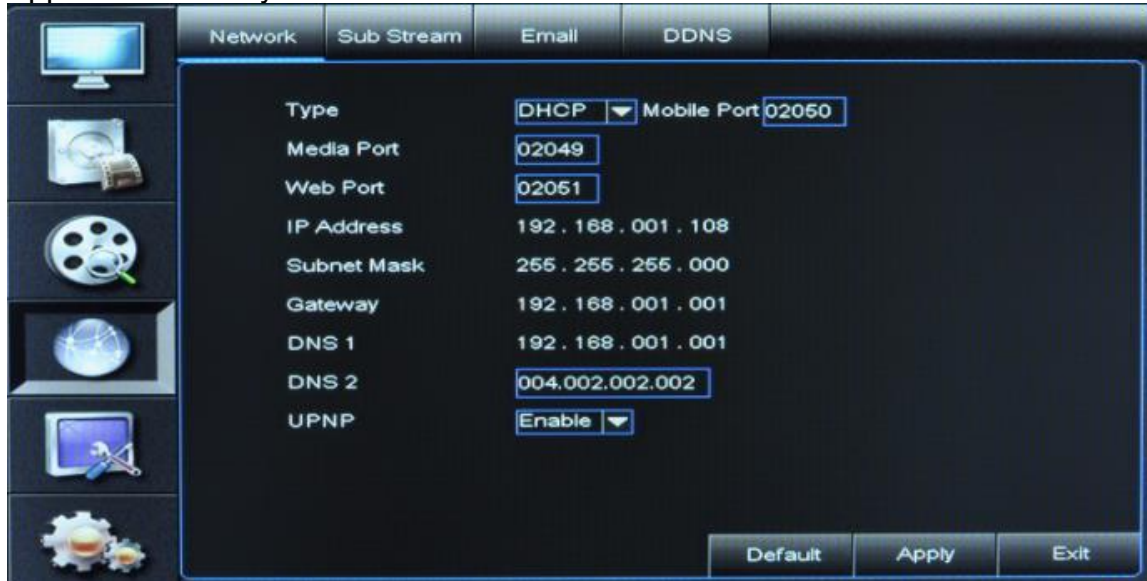 Network Sub Stream Email DDNS
Type DHCP Mobile Port 02050
Media Port 02049
Web Port 02051
IP Address 192 . 168 . 001 . 108
Subnet Mask 255 . 255 . 255 . 000
Gateway 192 . 168 . 001 . 001
DNS 1 192 . 168 . 001 . 001
DNS 2 004.002.002.002
UPNP Enable
Default Apply Exit